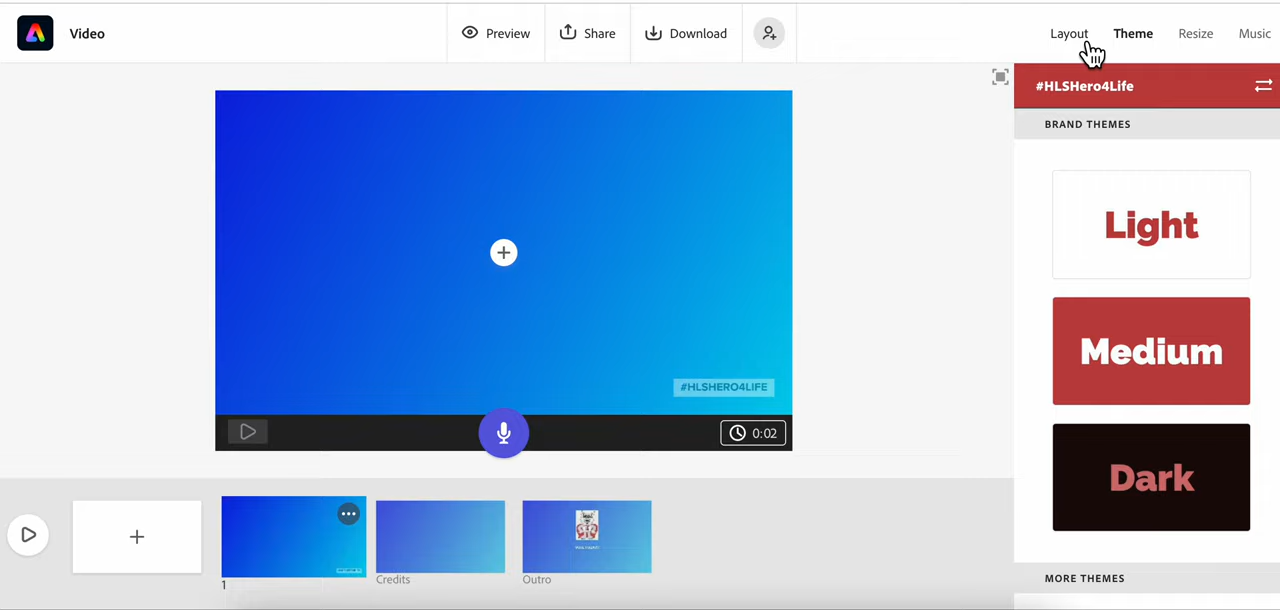 Video
Preview
Share
Download
Layout
Theme
Resize
Music
#HLSHero4Life
BRAND THEMES
Light
Medium
Dark
MORE THEMES
#HLSHERO4LIFE
0:02
1
Credits
Outro